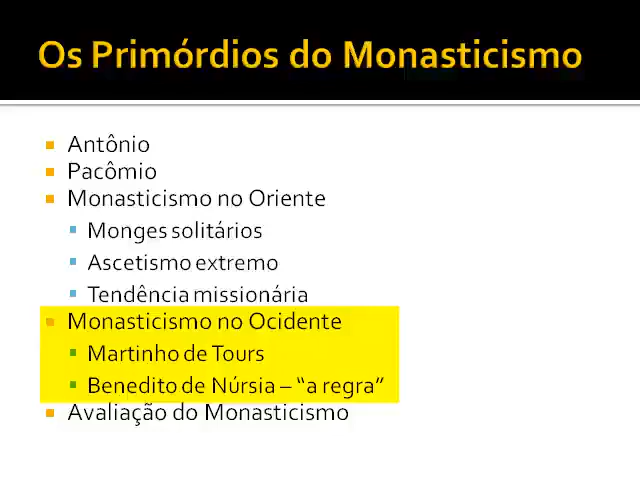 Os Primórdios do Monasticismo
Antônio
Pacômio
Monasticismo no Oriente
Monges solitários
Ascetismo extremo
Tendência missionária
Monasticismo no Ocidente
Martinho de Tours
Benedito de Núrsia – “a regra”
Avaliação do Monasticismo